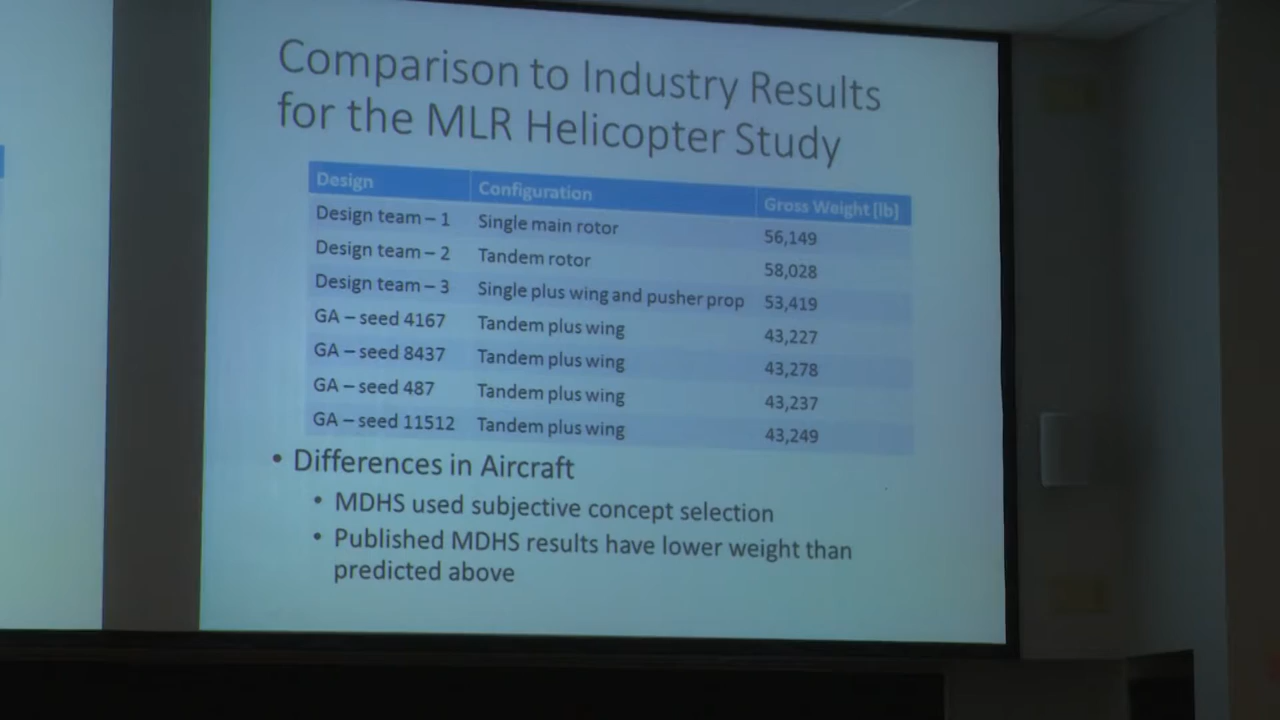 Comparison to Industry Results
for the MLR Helicopter Study
Design Configuration Gross Weight [lb]
Design team – 1 Single main rotor 56,149
Design team – 2 Tandem rotor 58,028
Design team – 3 Single plus wing and pusher prop 53,419
GA – seed 4167 Tandem plus wing 43,227
GA – seed 8437 Tandem plus wing 43,278
GA – seed 487 Tandem plus wing 43,237
GA – seed 11512 Tandem plus wing 43,249
• Differences in Aircraft
• MDHS used subjective concept selection
• Published MDHS results have lower weight than
predicted above